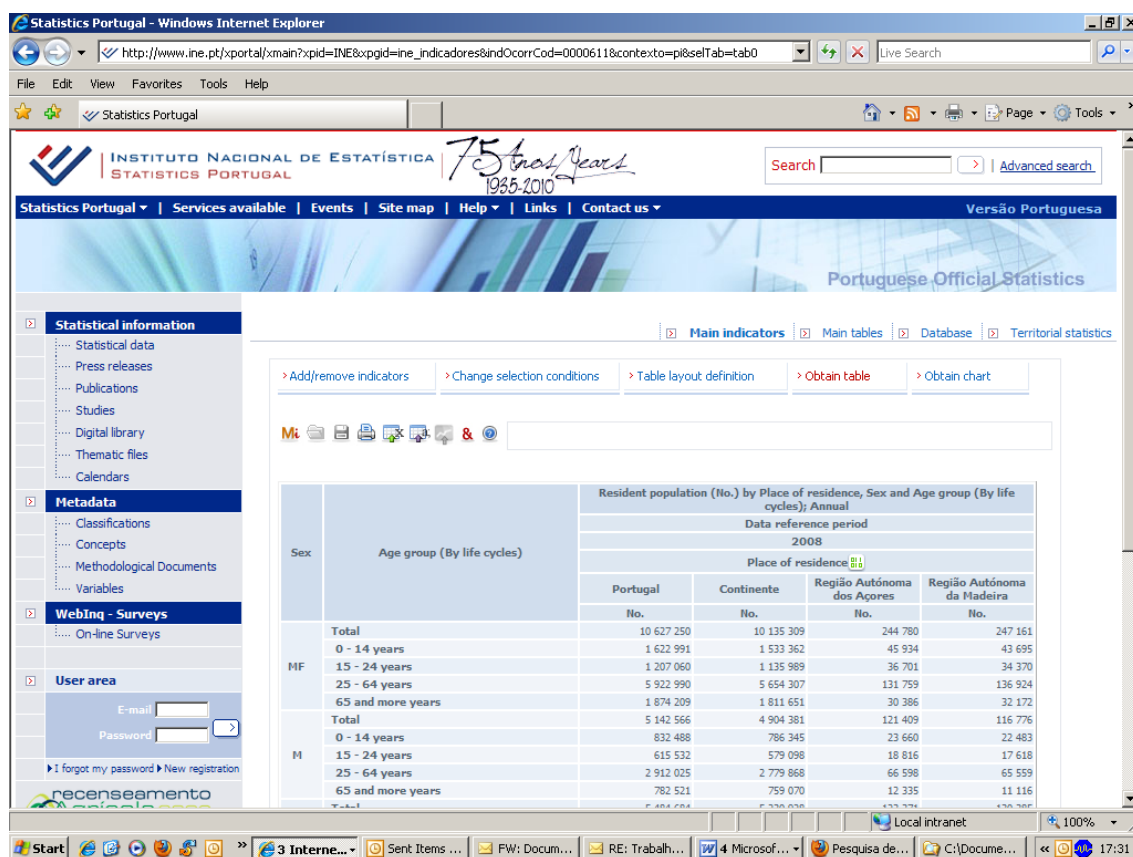 Statistics Portugal - Windows Internet Explorer
http://www.ine.pt/xportal/xmain?xpid=INE&xpgid=ine_indicadores&indOcorrCod=0000611&contexto=pi&selTab=tab0 Live Search
File Edit View Favorites Tools Help
Statistics Portugal Page Tools
INSTITUTO NACIONAL DE ESTATÍSTICA
STATISTICS PORTUGAL
75 Anos/Years
1935-2010
Search Advanced search
Statistics Portugal | Services available | Events | Site map | Help | Links | Contact us Versão Portuguesa
Portuguese Official Statistics
Statistical information
Statistical data
Press releases
Publications
Studies
Digital library
Thematic files
Calendars
Metadata
Classifications
Concepts
Methodological Documents
Variables
WebInq - Surveys
On-line Surveys
User area
E-mail
Password
I forgot my password New registration
recenseamento
Main indicators Main tables Database Territorial statistics
Add/remove indicators Change selection conditions Table layout definition Obtain table Obtain chart
Mi &
Sex Age group (By life cycles) Resident population (No.) by Place of residence, Sex and Age group (By life
cycles); Annual
Data reference period
2008
Place of residence
Portugal Continente Região Autónoma dos Açores Região Autónoma da Madeira
No. No. No. No.
MF
Total 10 627 250 10 135 309 244 780 247 161
0 - 14 years 1 622 991 1 533 362 45 934 43 695
15 - 24 years 1 207 060 1 135 989 36 701 34 370
25 - 64 years 5 922 990 5 654 307 131 759 136 924
65 and more years 1 874 209 1 811 651 30 386 32 172
M
Total 5 142 566 4 904 381 121 409 116 776
0 - 14 years 832 488 786 345 23 660 22 483
15 - 24 years 615 532 579 098 18 816 17 618
25 - 64 years 2 912 025 2 779 868 66 598 65 559
65 and more years 782 521 759 070 12 335 11 116
Total
Local intranet 100%
Start 3 Interne... Sent Items ... FW: Docum... RE: Trabalh... 4 Microsof... Pesquisa de... C:\Docume... 17:31